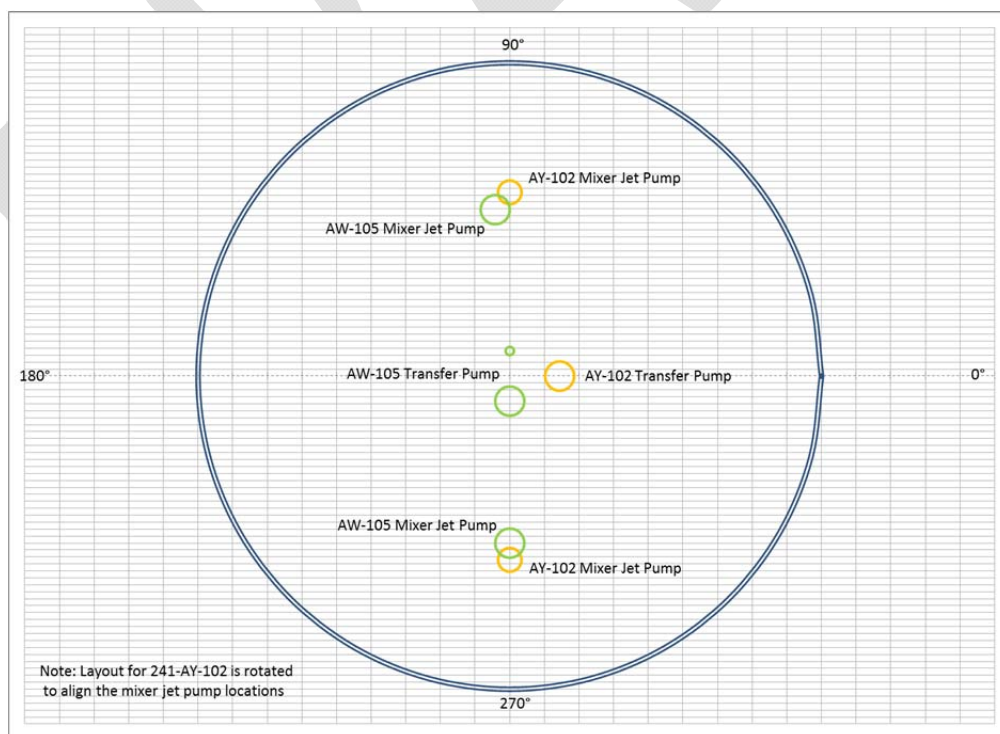 90°
AY-102 Mixer Jet Pump
AW-105 Mixer Jet Pump
180°
AW-105 Transfer Pump
AY-102 Transfer Pump
0°
AW-105 Mixer Jet Pump
AY-102 Mixer Jet Pump
Note: Layout for 241-AY-102 is rotated
to align the mixer jet pump locations
270°